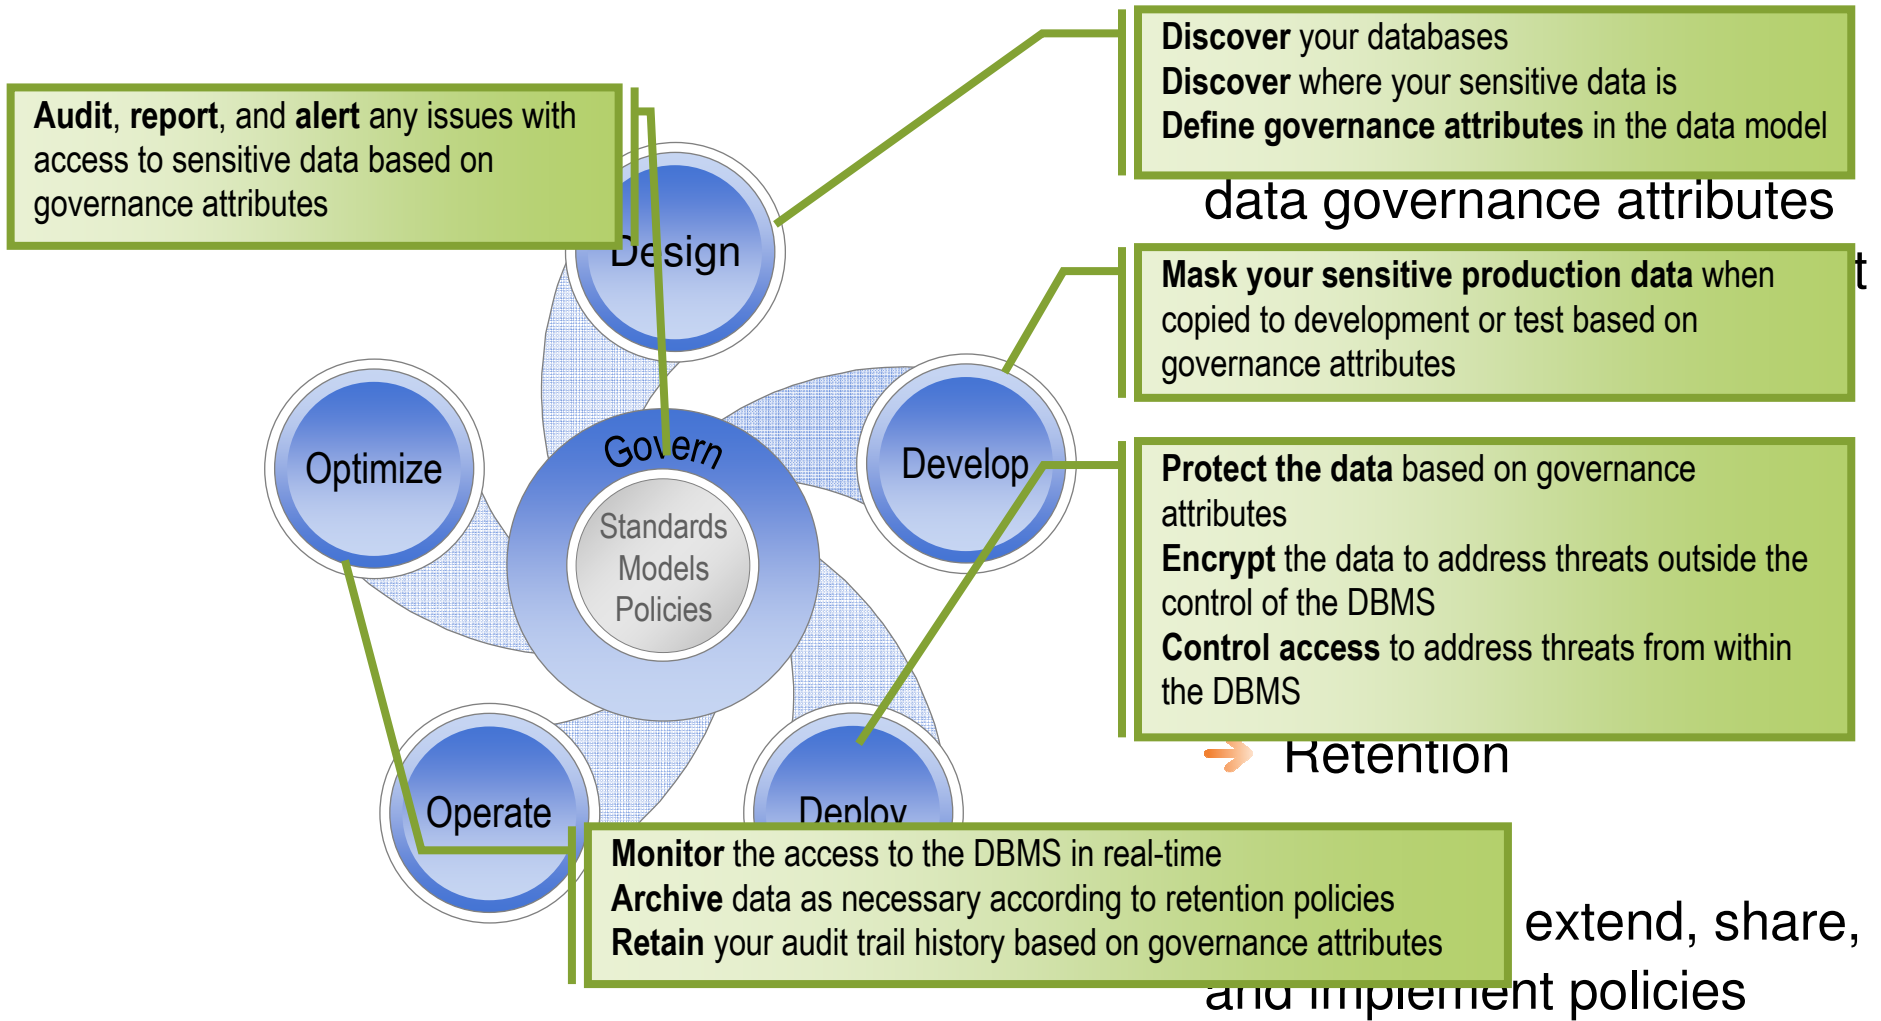 Discover your databases
Discover where your sensitive data is
Define governance attributes in the data model
Audit, report, and alert any issues with
access to sensitive data based on
governance attributes
data governance attributes
Design
Mask your sensitive production data when
copied to development or test based on
governance attributes
t
Govern
Optimize
Develop
Standards
Models
Policies
Protect the data based on governance
attributes
Encrypt the data to address threats outside the
control of the DBMS
Control access to address threats from within
the DBMS
Retention
Operate
Deploy
Monitor the access to the DBMS in real-time
Archive data as necessary according to retention policies
Retain your audit trail history based on governance attributes
extend, share,
and implement policies